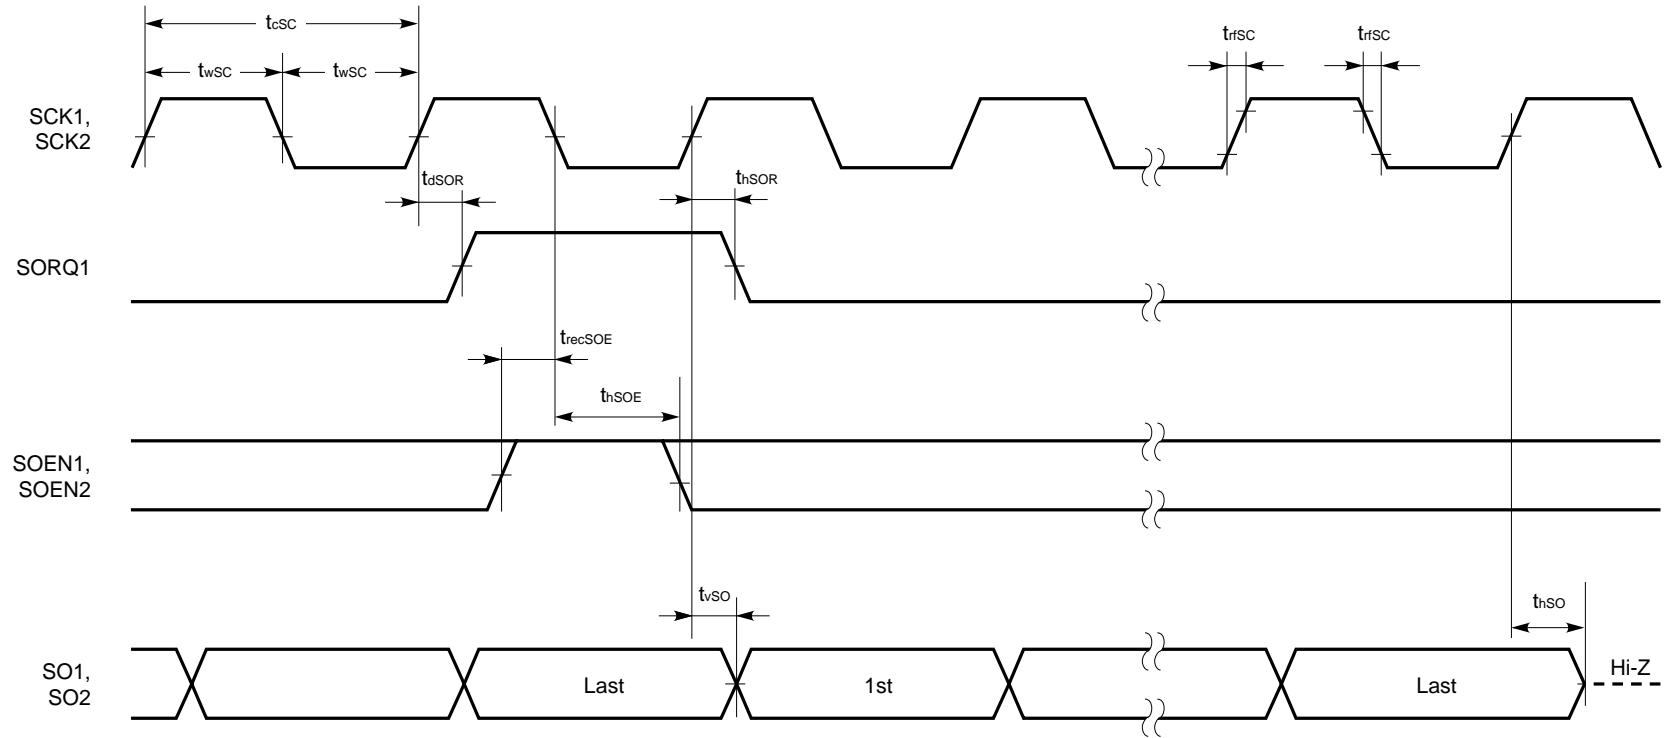 tcSC
twSC
twSC
trfSC
trfSC
SCK1,
SCK2
tdSOR
thSOR
SORQ1
trecSOE
thSOE
SOEN1,
SOEN2
tvSO
thSO
SO1,
SO2
Last
1st
Last
Hi-Z